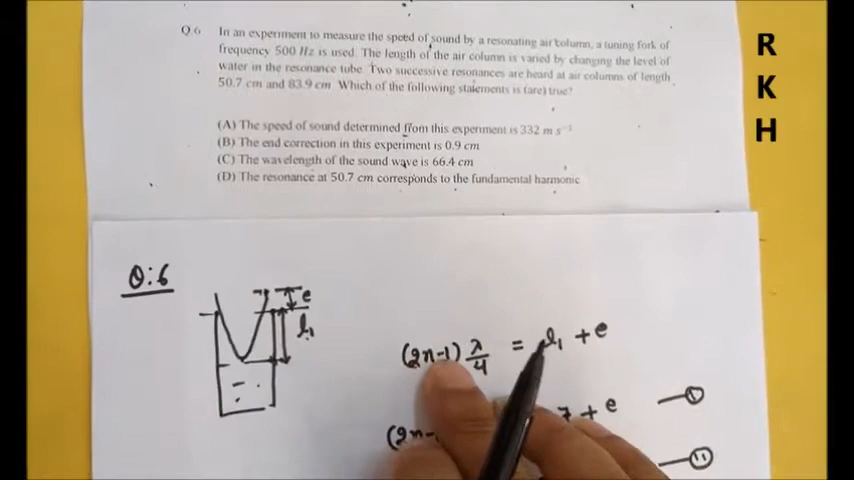 Q.6 In an experiment to measure the speed of sound by a resonating air column, a tuning fork of
frequency 500 Hz is used. The length of the air column is varied by changing the level of
water in the resonance tube. Two successive resonances are heard at air columns of length
50.7 cm and 83.9 cm. Which of the following statements is (are) true?
(A) The speed of sound determined from this experiment is 332 m s⁻¹
(B) The end correction in this experiment is 0.9 cm
(C) The wavelength of the sound wave is 66.4 cm
(D) The resonance at 50.7 cm corresponds to the fundamental harmonic
R
K
H
Q:6
e
l₁
(2n-1) λ/4 = l₁ + e
(2n- 7 + e